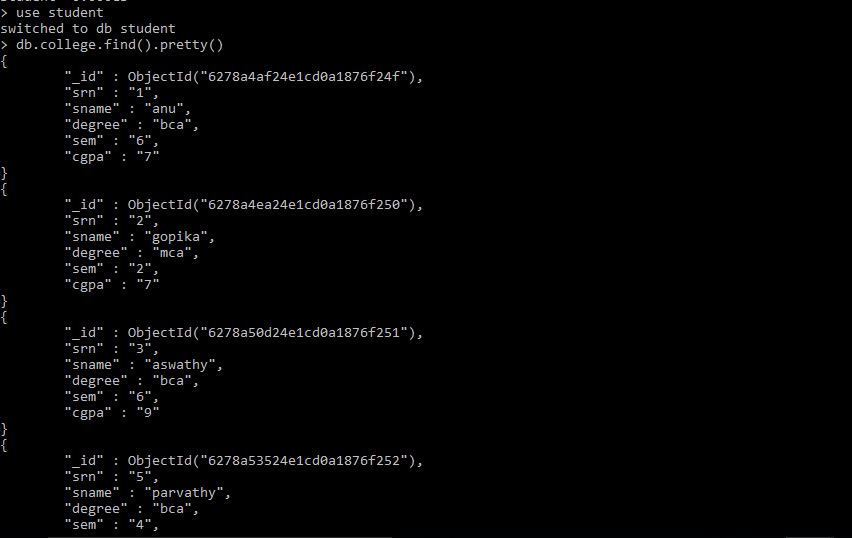 > use student
switched to db student
> db.college.find().pretty()
{
"_id" : ObjectId("6278a4af24e1cd0a1876f24f"),
"srn" : "1",
"sname" : "anu",
"degree" : "bca",
"sem" : "6",
"cgpa" : "7"
}
{
"_id" : ObjectId("6278a4ea24e1cd0a1876f250"),
"srn" : "2",
"sname" : "gopika",
"degree" : "mca",
"sem" : "2",
"cgpa" : "7"
}
{
"_id" : ObjectId("6278a50d24e1cd0a1876f251"),
"srn" : "3",
"sname" : "aswathy",
"degree" : "bca",
"sem" : "6",
"cgpa" : "9"
}
{
"_id" : ObjectId("6278a53524e1cd0a1876f252"),
"srn" : "5",
"sname" : "parvathy",
"degree" : "bca",
"sem" : "4",